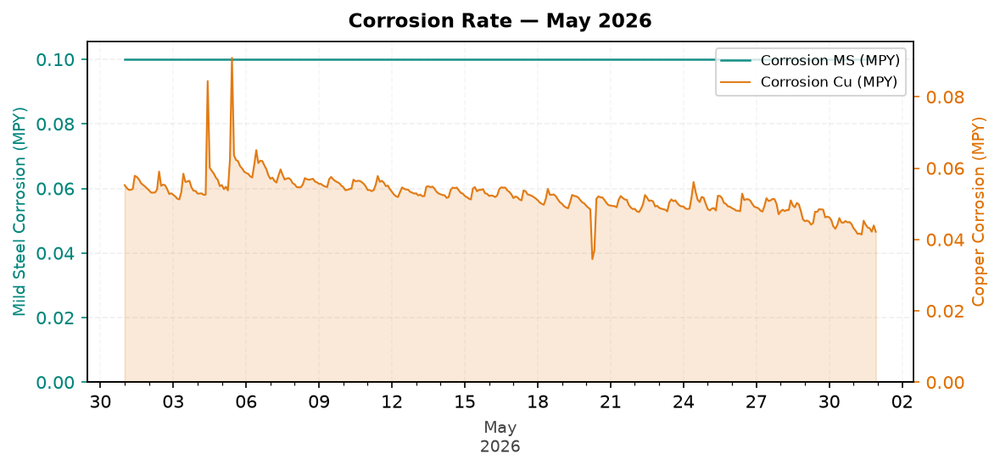 Corrosion Rate — May 2026
Corrosion MS (MPY)
Corrosion Cu (MPY)
Mild Steel Corrosion (MPY)
0.10
0.08
0.06
0.04
0.02
0.00
Copper Corrosion (MPY)
0.08
0.06
0.04
0.02
0.00
30 03 06 09 12 15 18 21 24 27 30 02
May
2026